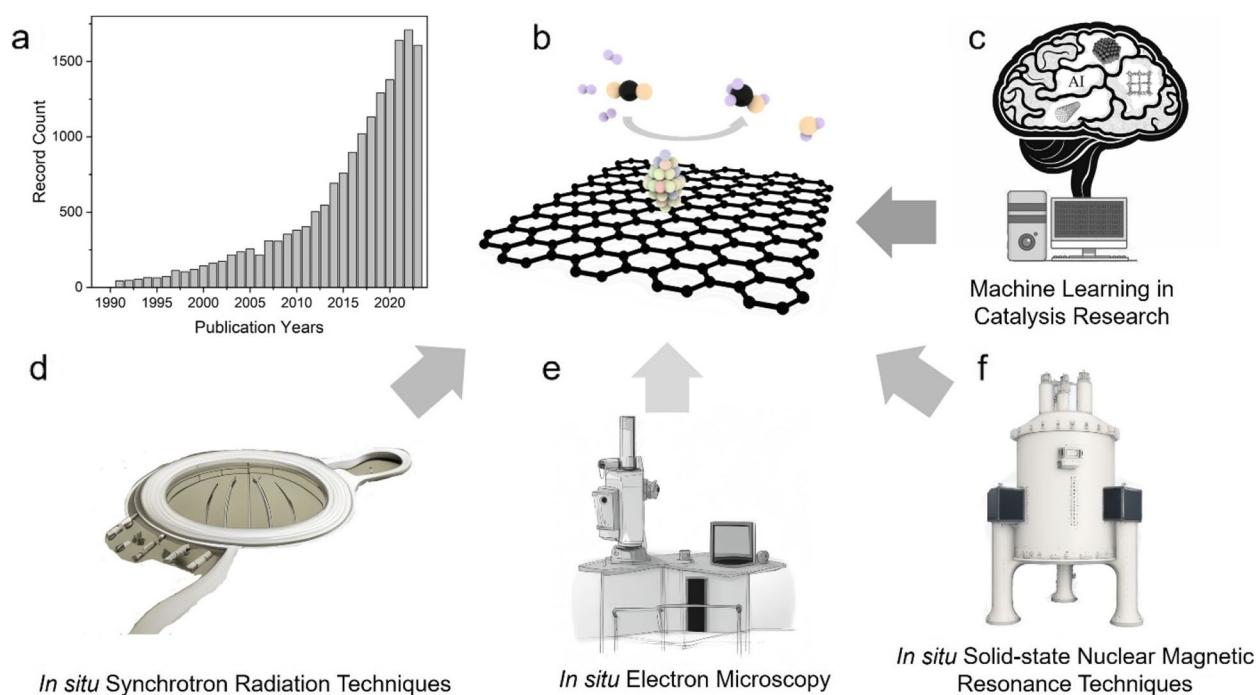 a
1500
1000
500
0
Record Count
1990 1995 2000 2005 2010 2015 2020
Publication Years
b
c
AI
Machine Learning in
Catalysis Research
d
In situ Synchrotron Radiation Techniques
e
In situ Electron Microscopy
f
In situ Solid-state Nuclear Magnetic
Resonance Techniques